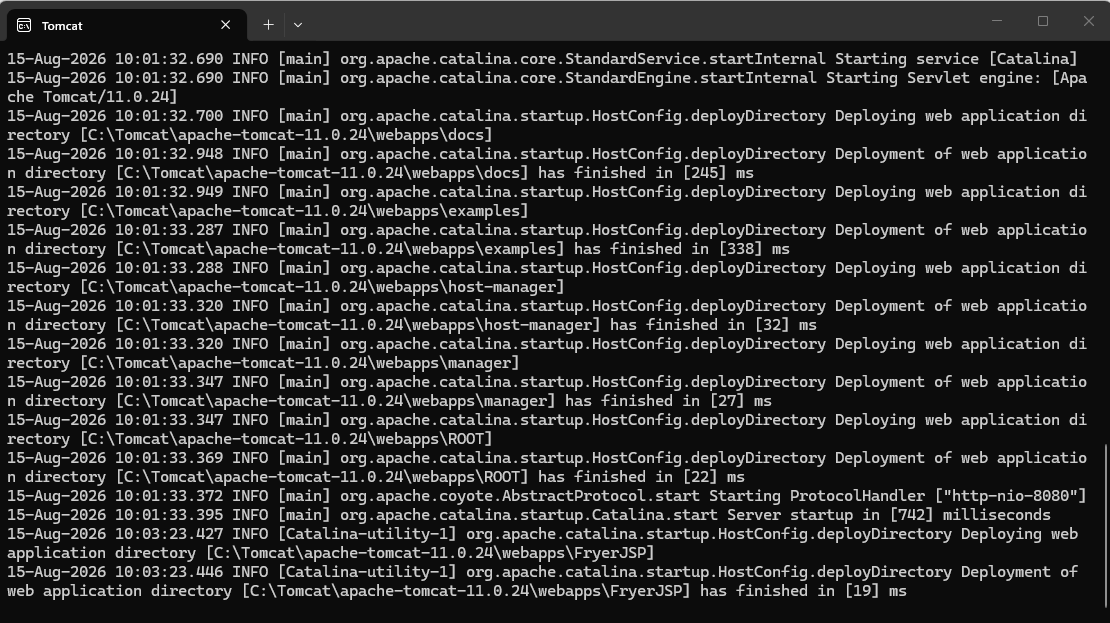 Tomcat
15-Aug-2026 10:01:32.690 INFO [main] org.apache.catalina.core.StandardService.startInternal Starting service [Catalina]
15-Aug-2026 10:01:32.690 INFO [main] org.apache.catalina.core.StandardEngine.startInternal Starting Servlet engine: [Apa
che Tomcat/11.0.24]
15-Aug-2026 10:01:32.700 INFO [main] org.apache.catalina.startup.HostConfig.deployDirectory Deploying web application di
rectory [C:\Tomcat\apache-tomcat-11.0.24\webapps\docs]
15-Aug-2026 10:01:32.948 INFO [main] org.apache.catalina.startup.HostConfig.deployDirectory Deployment of web applicatio
n directory [C:\Tomcat\apache-tomcat-11.0.24\webapps\docs] has finished in [245] ms
15-Aug-2026 10:01:32.949 INFO [main] org.apache.catalina.startup.HostConfig.deployDirectory Deploying web application di
rectory [C:\Tomcat\apache-tomcat-11.0.24\webapps\examples]
15-Aug-2026 10:01:33.287 INFO [main] org.apache.catalina.startup.HostConfig.deployDirectory Deployment of web applicatio
n directory [C:\Tomcat\apache-tomcat-11.0.24\webapps\examples] has finished in [338] ms
15-Aug-2026 10:01:33.288 INFO [main] org.apache.catalina.startup.HostConfig.deployDirectory Deploying web application di
rectory [C:\Tomcat\apache-tomcat-11.0.24\webapps\host-manager]
15-Aug-2026 10:01:33.320 INFO [main] org.apache.catalina.startup.HostConfig.deployDirectory Deployment of web applicatio
n directory [C:\Tomcat\apache-tomcat-11.0.24\webapps\host-manager] has finished in [32] ms
15-Aug-2026 10:01:33.320 INFO [main] org.apache.catalina.startup.HostConfig.deployDirectory Deploying web application di
rectory [C:\Tomcat\apache-tomcat-11.0.24\webapps\manager]
15-Aug-2026 10:01:33.347 INFO [main] org.apache.catalina.startup.HostConfig.deployDirectory Deployment of web applicatio
n directory [C:\Tomcat\apache-tomcat-11.0.24\webapps\manager] has finished in [27] ms
15-Aug-2026 10:01:33.347 INFO [main] org.apache.catalina.startup.HostConfig.deployDirectory Deploying web application di
rectory [C:\Tomcat\apache-tomcat-11.0.24\webapps\ROOT]
15-Aug-2026 10:01:33.369 INFO [main] org.apache.catalina.startup.HostConfig.deployDirectory Deployment of web applicatio
n directory [C:\Tomcat\apache-tomcat-11.0.24\webapps\ROOT] has finished in [22] ms
15-Aug-2026 10:01:33.372 INFO [main] org.apache.coyote.AbstractProtocol.start Starting ProtocolHandler ["http-nio-8080"]
15-Aug-2026 10:01:33.395 INFO [main] org.apache.catalina.startup.Catalina.start Server startup in [742] milliseconds
15-Aug-2026 10:03:23.427 INFO [Catalina-utility-1] org.apache.catalina.startup.HostConfig.deployDirectory Deploying web
application directory [C:\Tomcat\apache-tomcat-11.0.24\webapps\FryerJSP]
15-Aug-2026 10:03:23.446 INFO [Catalina-utility-1] org.apache.catalina.startup.HostConfig.deployDirectory Deployment of
web application directory [C:\Tomcat\apache-tomcat-11.0.24\webapps\FryerJSP] has finished in [19] ms